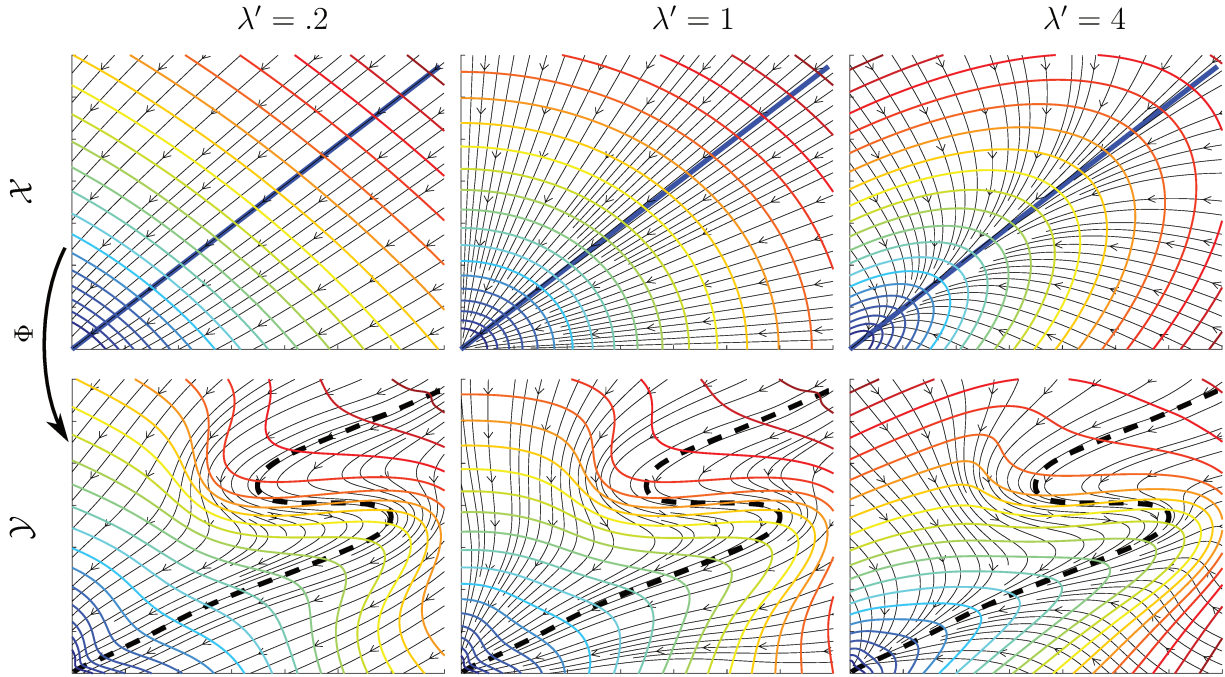 λ′ = .2
λ′ = 1
λ′ = 4
𝒳
Φ
𝒴